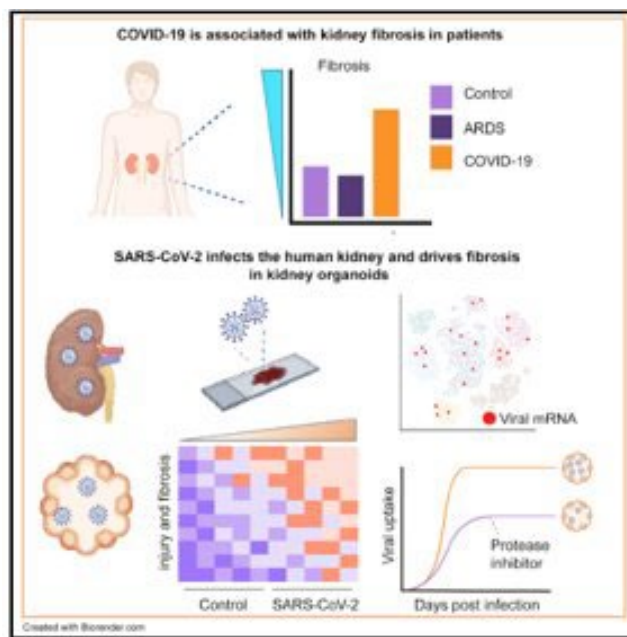 COVID-19 is associated with kidney fibrosis in patients
Fibrosis
Control
ARDS
COVID-19
SARS-CoV-2 infects the human kidney and drives fibrosis
in kidney organoids
Viral mRNA
injury and fibrosis
Control
SARS-CoV-2
Viral uptake
Protease
inhibitor
Days post infection
Created with Biorender.com